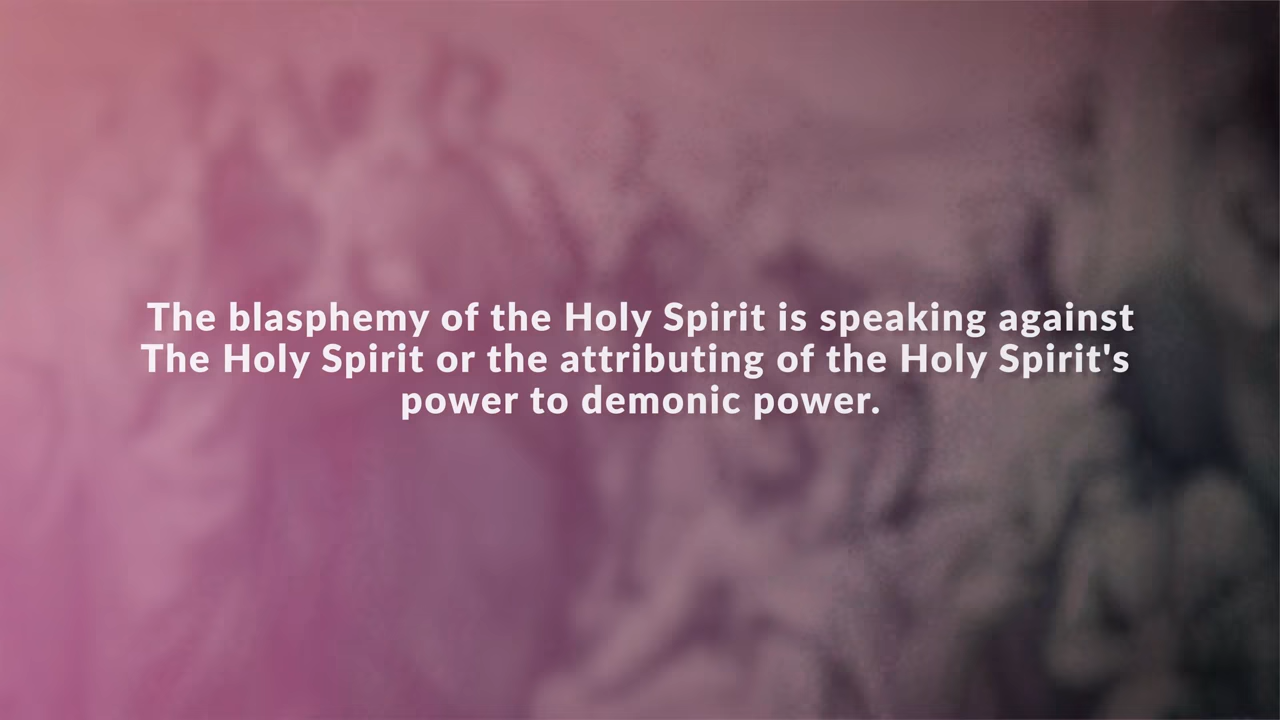 The blasphemy of the Holy Spirit is speaking against
The Holy Spirit or the attributing of the Holy Spirit's
power to demonic power.